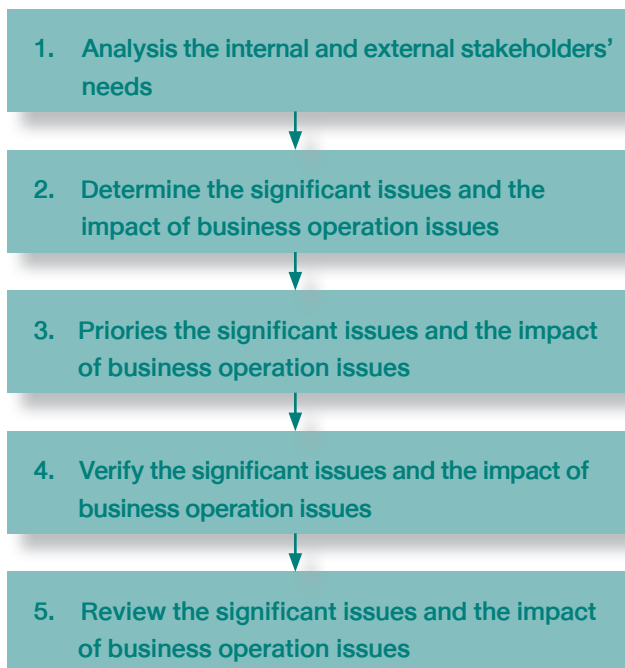 1. Analysis the internal and external stakeholders'
needs
2. Determine the significant issues and the
impact of business operation issues
3. Priories the significant issues and the impact
of business operation issues
4. Verify the significant issues and the impact of
business operation issues
5. Review the significant issues and the impact
of business operation issues